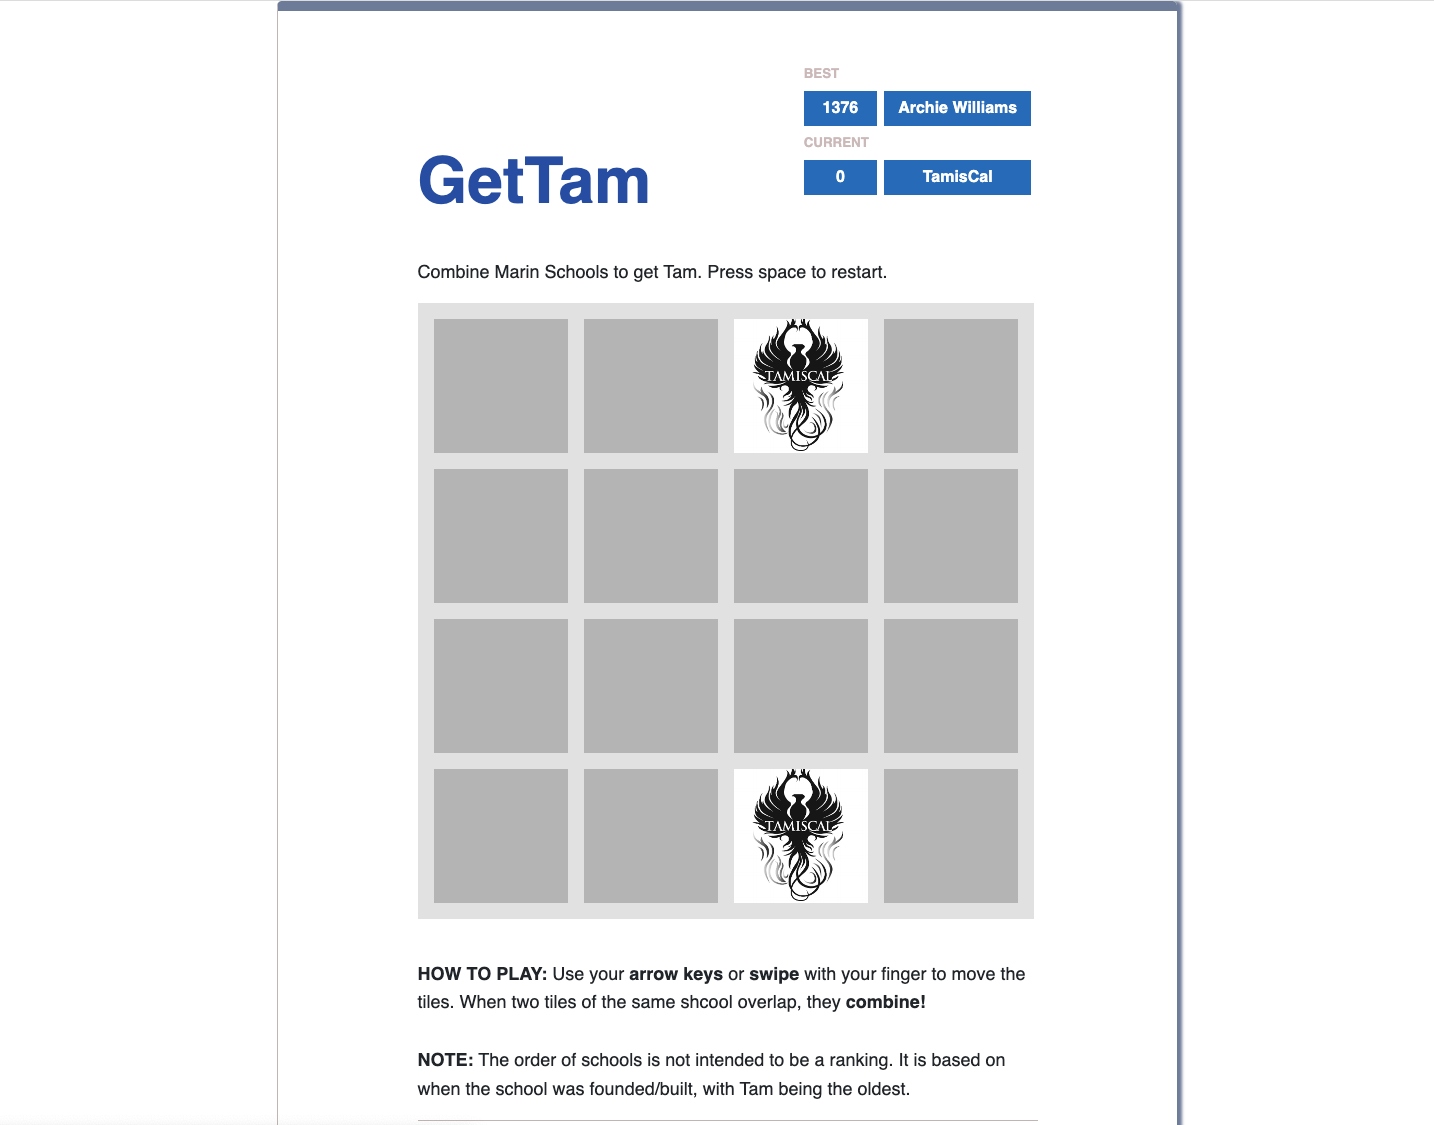 BEST
1376 Archie Williams
CURRENT
0 TamisCal
GetTam
Combine Marin Schools to get Tam. Press space to restart.
TAMISCAL
TAMISCAL
HOW TO PLAY: Use your arrow keys or swipe with your finger to move the
tiles. When two tiles of the same shcool overlap, they combine!
NOTE: The order of schools is not intended to be a ranking. It is based on
when the school was founded/built, with Tam being the oldest.